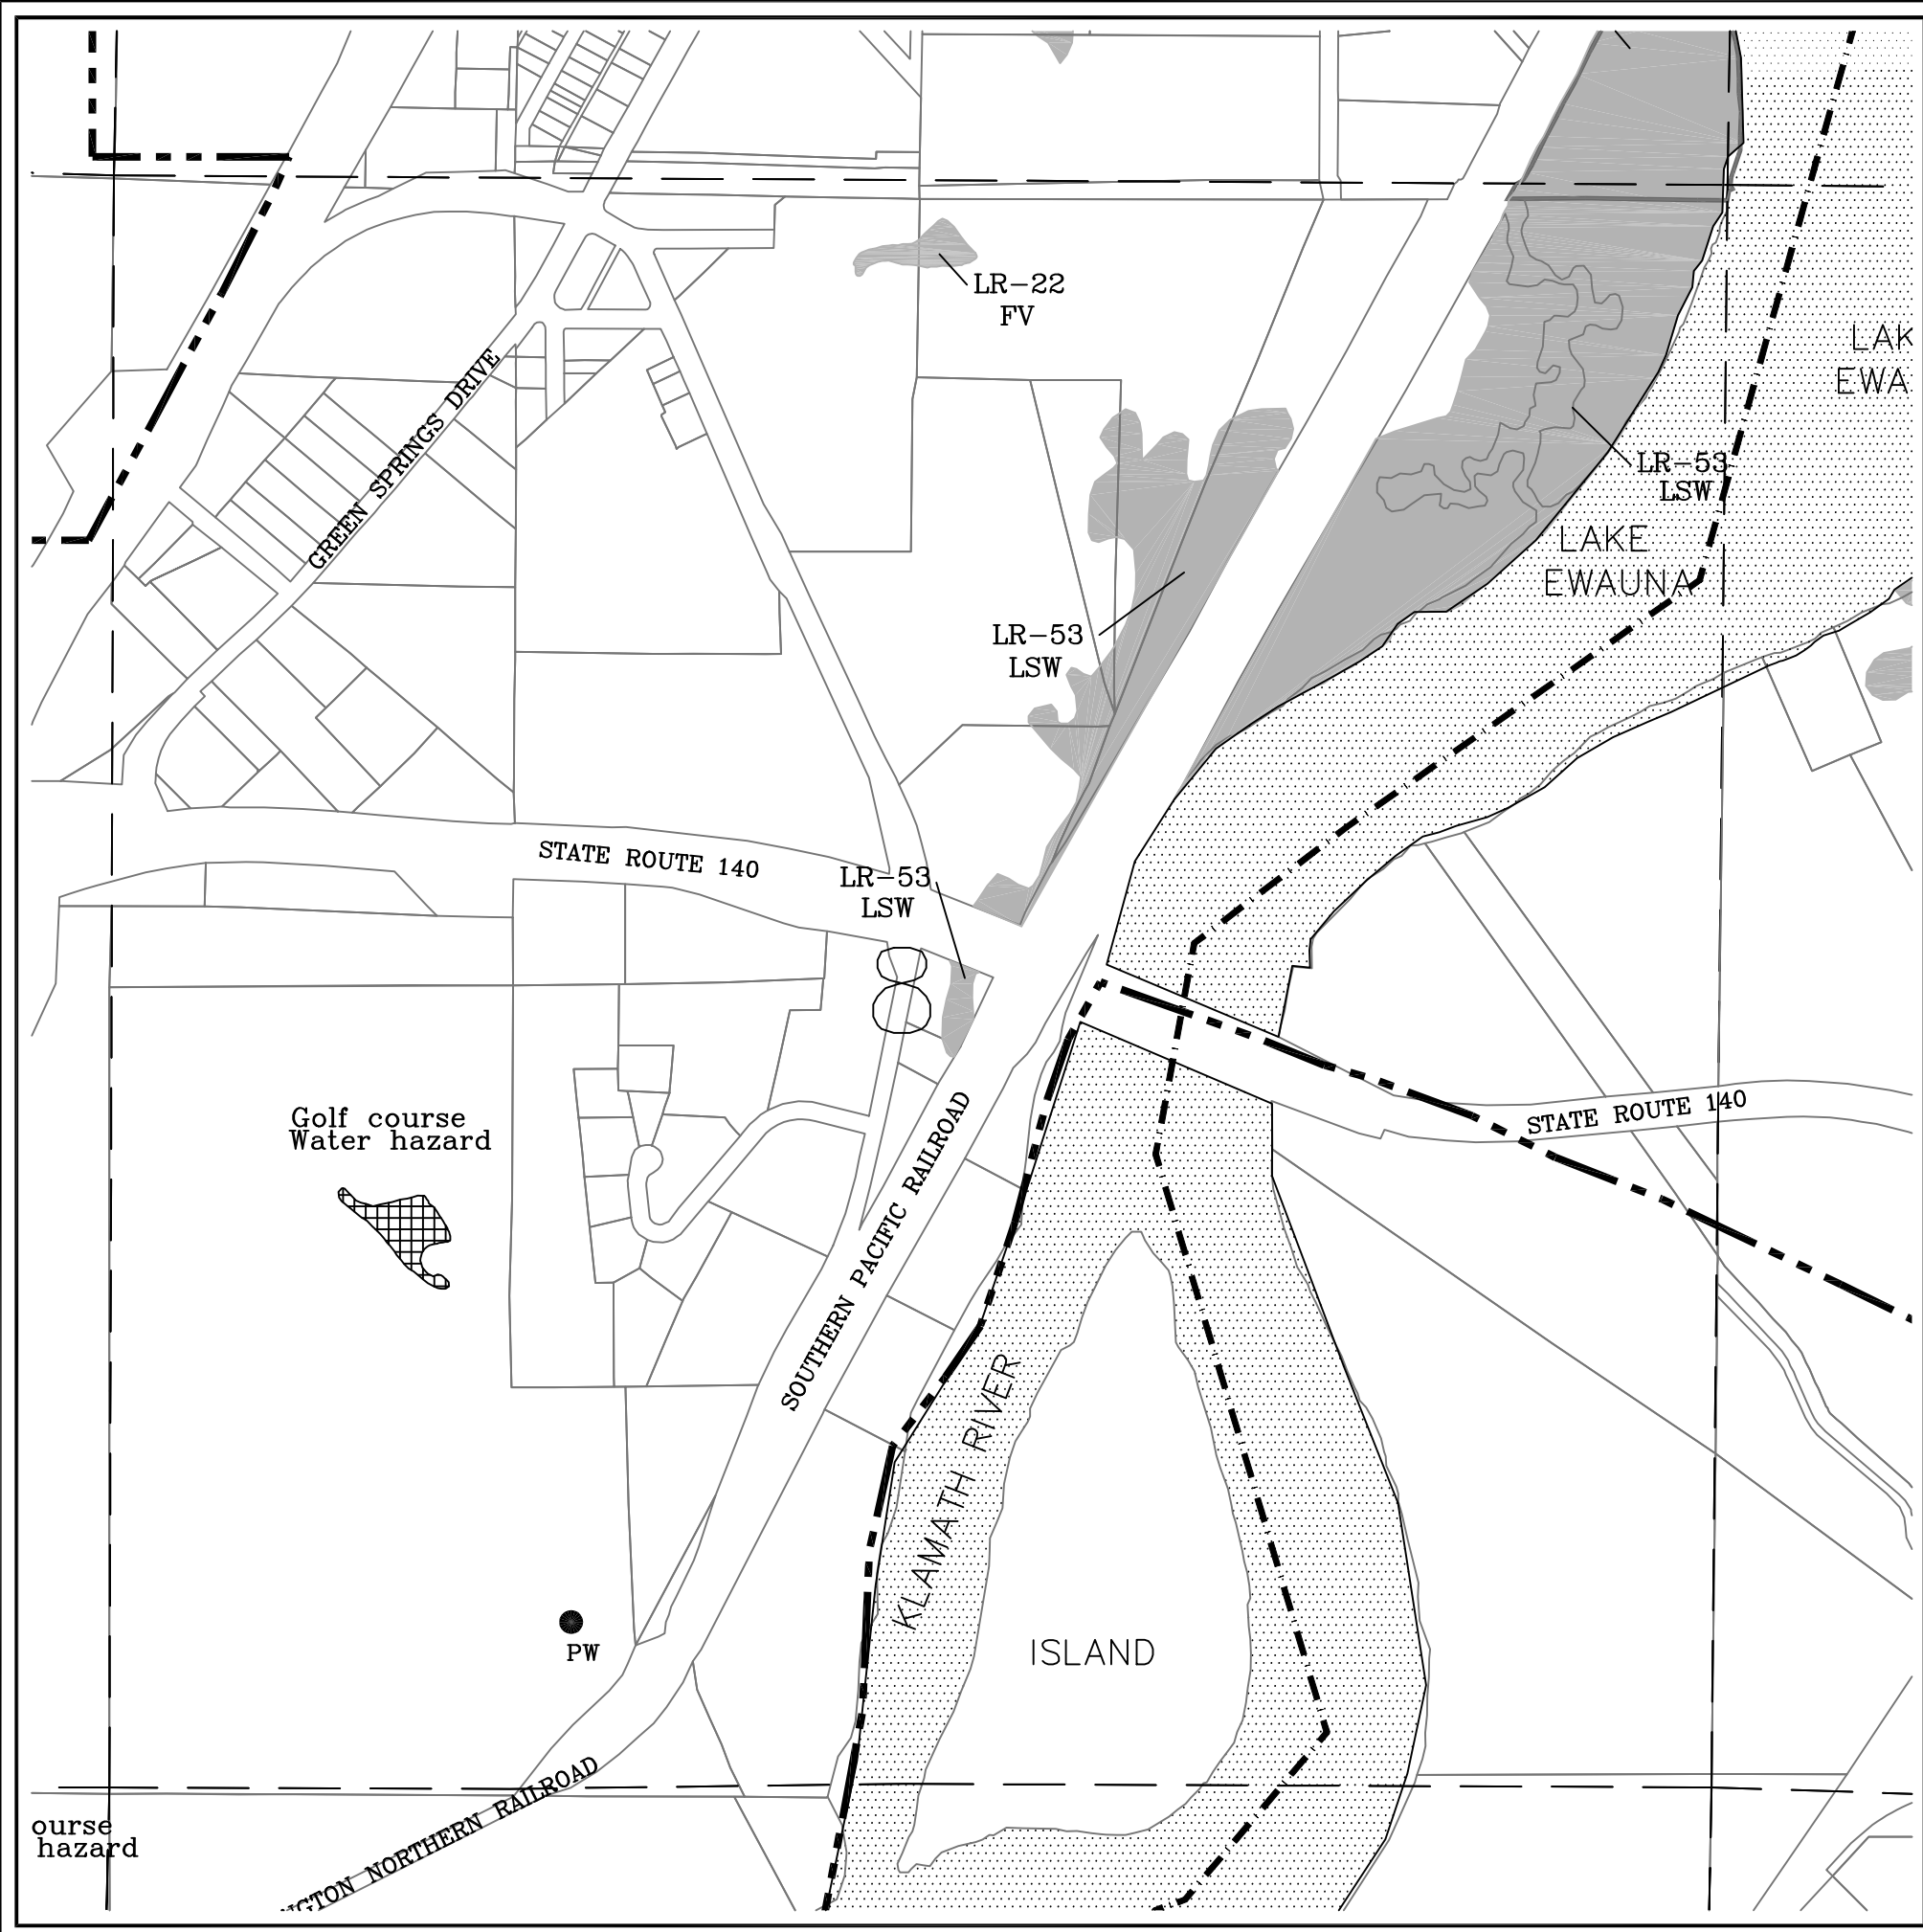 LR-22
FV
LAK
EWA
GREEN SPRINGS DRIVE
LR-53
LSW
LAKE
EWAUNA
LR-53
LSW
STATE ROUTE 140
LR-53
LSW
Golf course
Water hazard
STATE ROUTE 140
SOUTHERN PACIFIC RAILROAD
KLAMATH RIVER
ISLAND
PW
ourse
hazard
NGTON NORTHERN RAILROAD